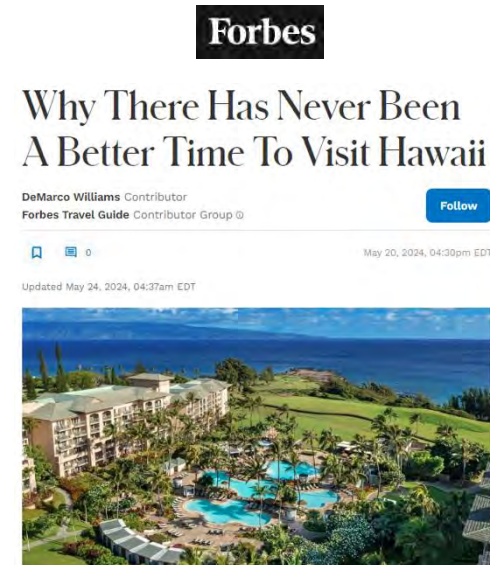 Forbes
Why There Has Never Been
A Better Time To Visit Hawaii
DeMarco Williams Contributor
Forbes Travel Guide Contributor Group
Follow
0
May 20, 2024, 04:30pm EDT
Updated May 24, 2024, 04:37am EDT